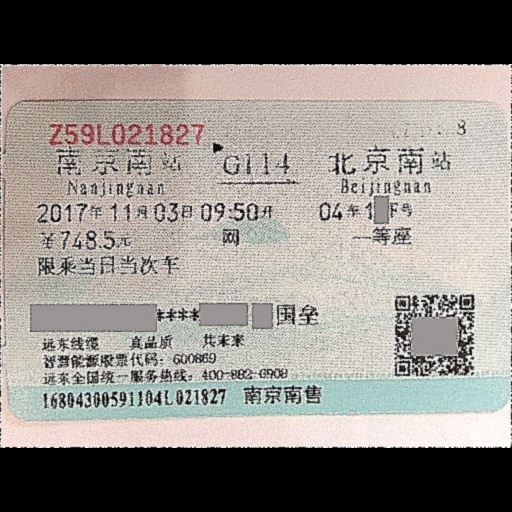 Z59L021827
南京南站 G114 北京南站
Nanjingnan Beijingnan
2017年11月03日09:50开 04车1 F号
￥748.5元 网 一等座
限乘当日当次车
**** 国垒
远东线缆 真品质 共未来
智慧能源股票代码：600869
远东全国统一服务热线：400-882-6908
16804300591104L021827 南京南售